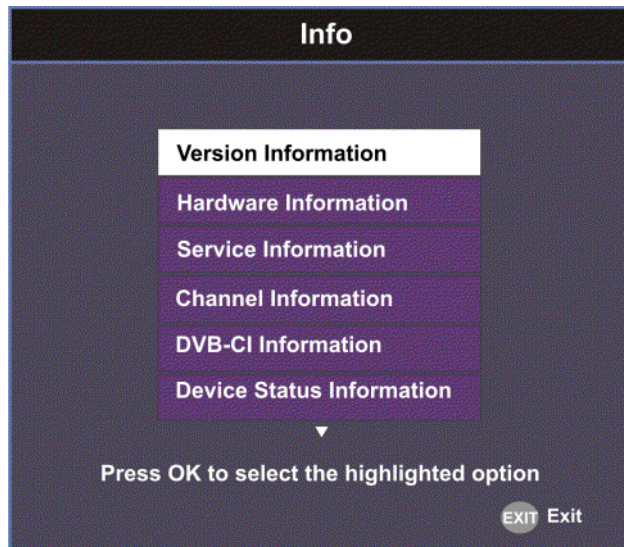 Info
Version Information
Hardware Information
Service Information
Channel Information
DVB-CI Information
Device Status Information
Press OK to select the highlighted option
EXIT Exit